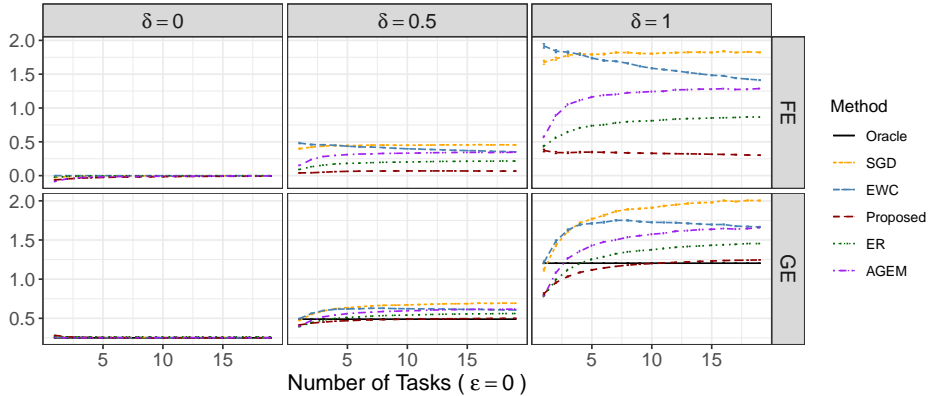 δ = 0
δ = 0.5
δ = 1
2.0
1.5
1.0
0.5
0.0
FE
2.0
1.5
1.0
0.5
GE
5 10 15
5 10 15
5 10 15
Number of Tasks ( ε = 0 )
Method
Oracle
SGD
EWC
Proposed
ER
AGEM